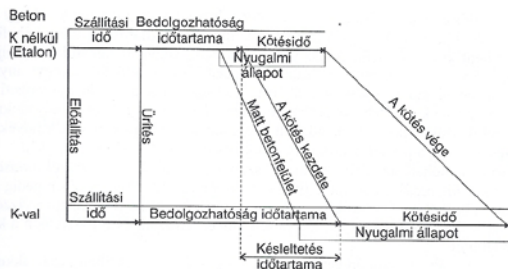 Beton
Szállítási Bedolgozhatóság
K nélkül idő időtartama Kötésidő
(Etalon)
Nyugalmi
állapot
Előállítás
Ürítés
Matt betonfelület
A kötés kezdete
A kötés vége
Szállítási
K-val idő Bedolgozhatóság időtartama Kötésidő
Nyugalmi állapot
Késleltetés
időtartama